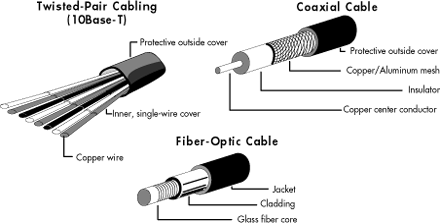 Twisted-Pair Cabling
(10Base-T)
Protective outside cover
Inner, single-wire cover
Copper wire
Coaxial Cable
Protective outside cover
Copper/Aluminum mesh
Insulator
Copper center conductor
Fiber-Optic Cable
Jacket
Cladding
Glass fiber core